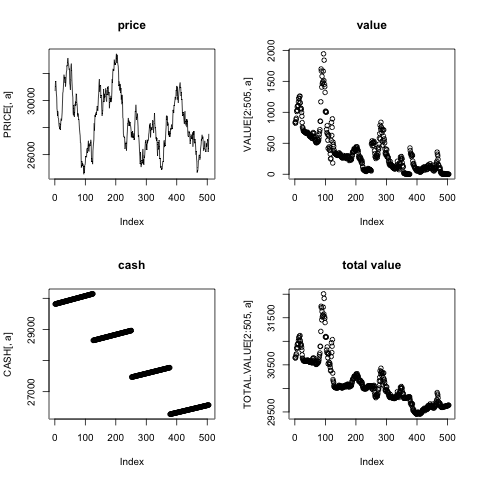 price
PRICE[, a]
26000 30000
0 100 200 300 400 500
Index
value
VALUE[2:505, a]
0 500 1000 1500 2000
0 100 200 300 400 500
Index
cash
CASH[, a]
27000 29000
0 100 200 300 400 500
Index
total value
TOTAL.VALUE[2:505, a]
29500 30500 31500
0 100 200 300 400 500
Index